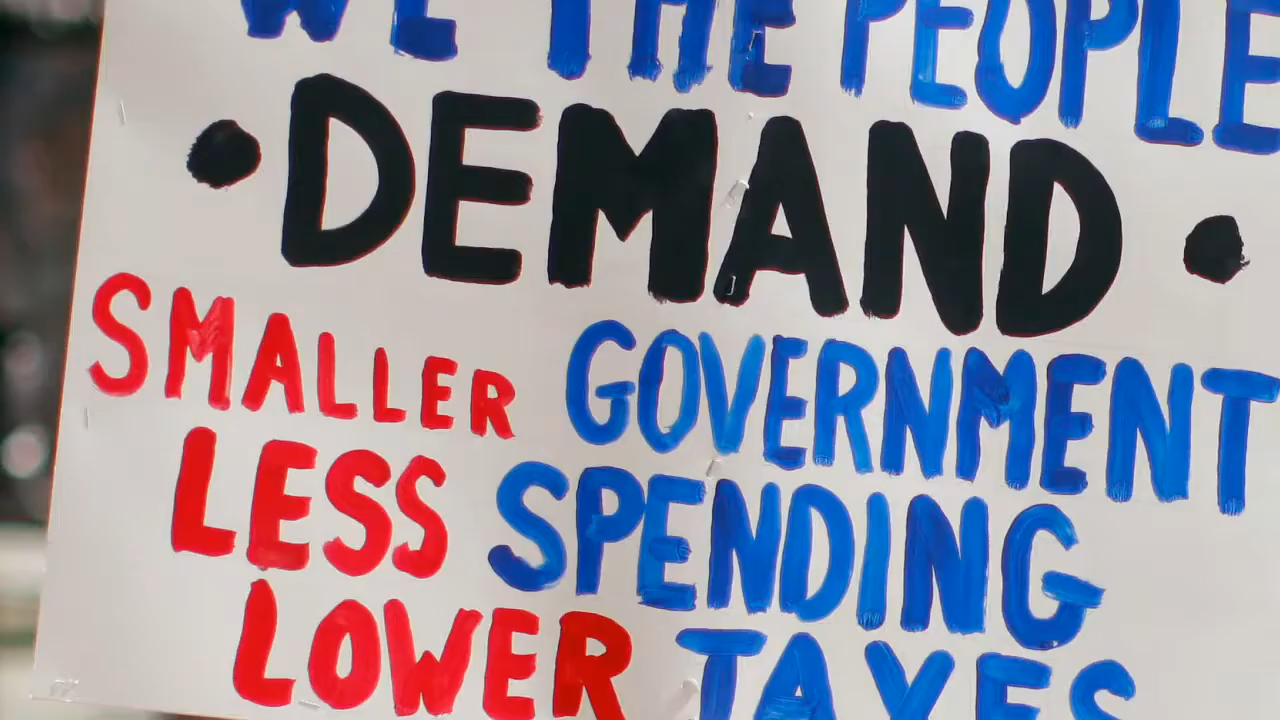 WE THE PEOPLE
• DEMAND •
SMALLER GOVERNMENT
LESS SPENDING
LOWER TAXES